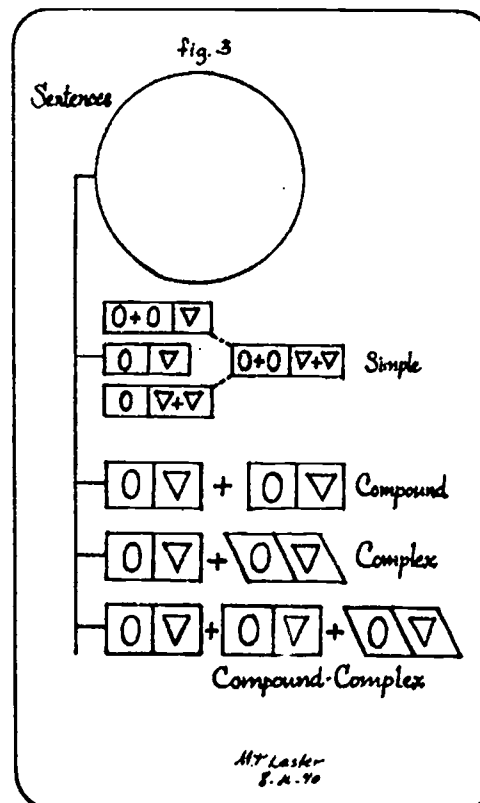 fig. 3
Sentences
0+0 ▽
0 ▽
0+0 ▽+▽
Simple
0 ▽+▽
0 ▽ + 0 ▽ Compound
0 ▽ + 0 ▽ Complex
0 ▽ + 0 ▽ + 0 ▽
Compound-Complex